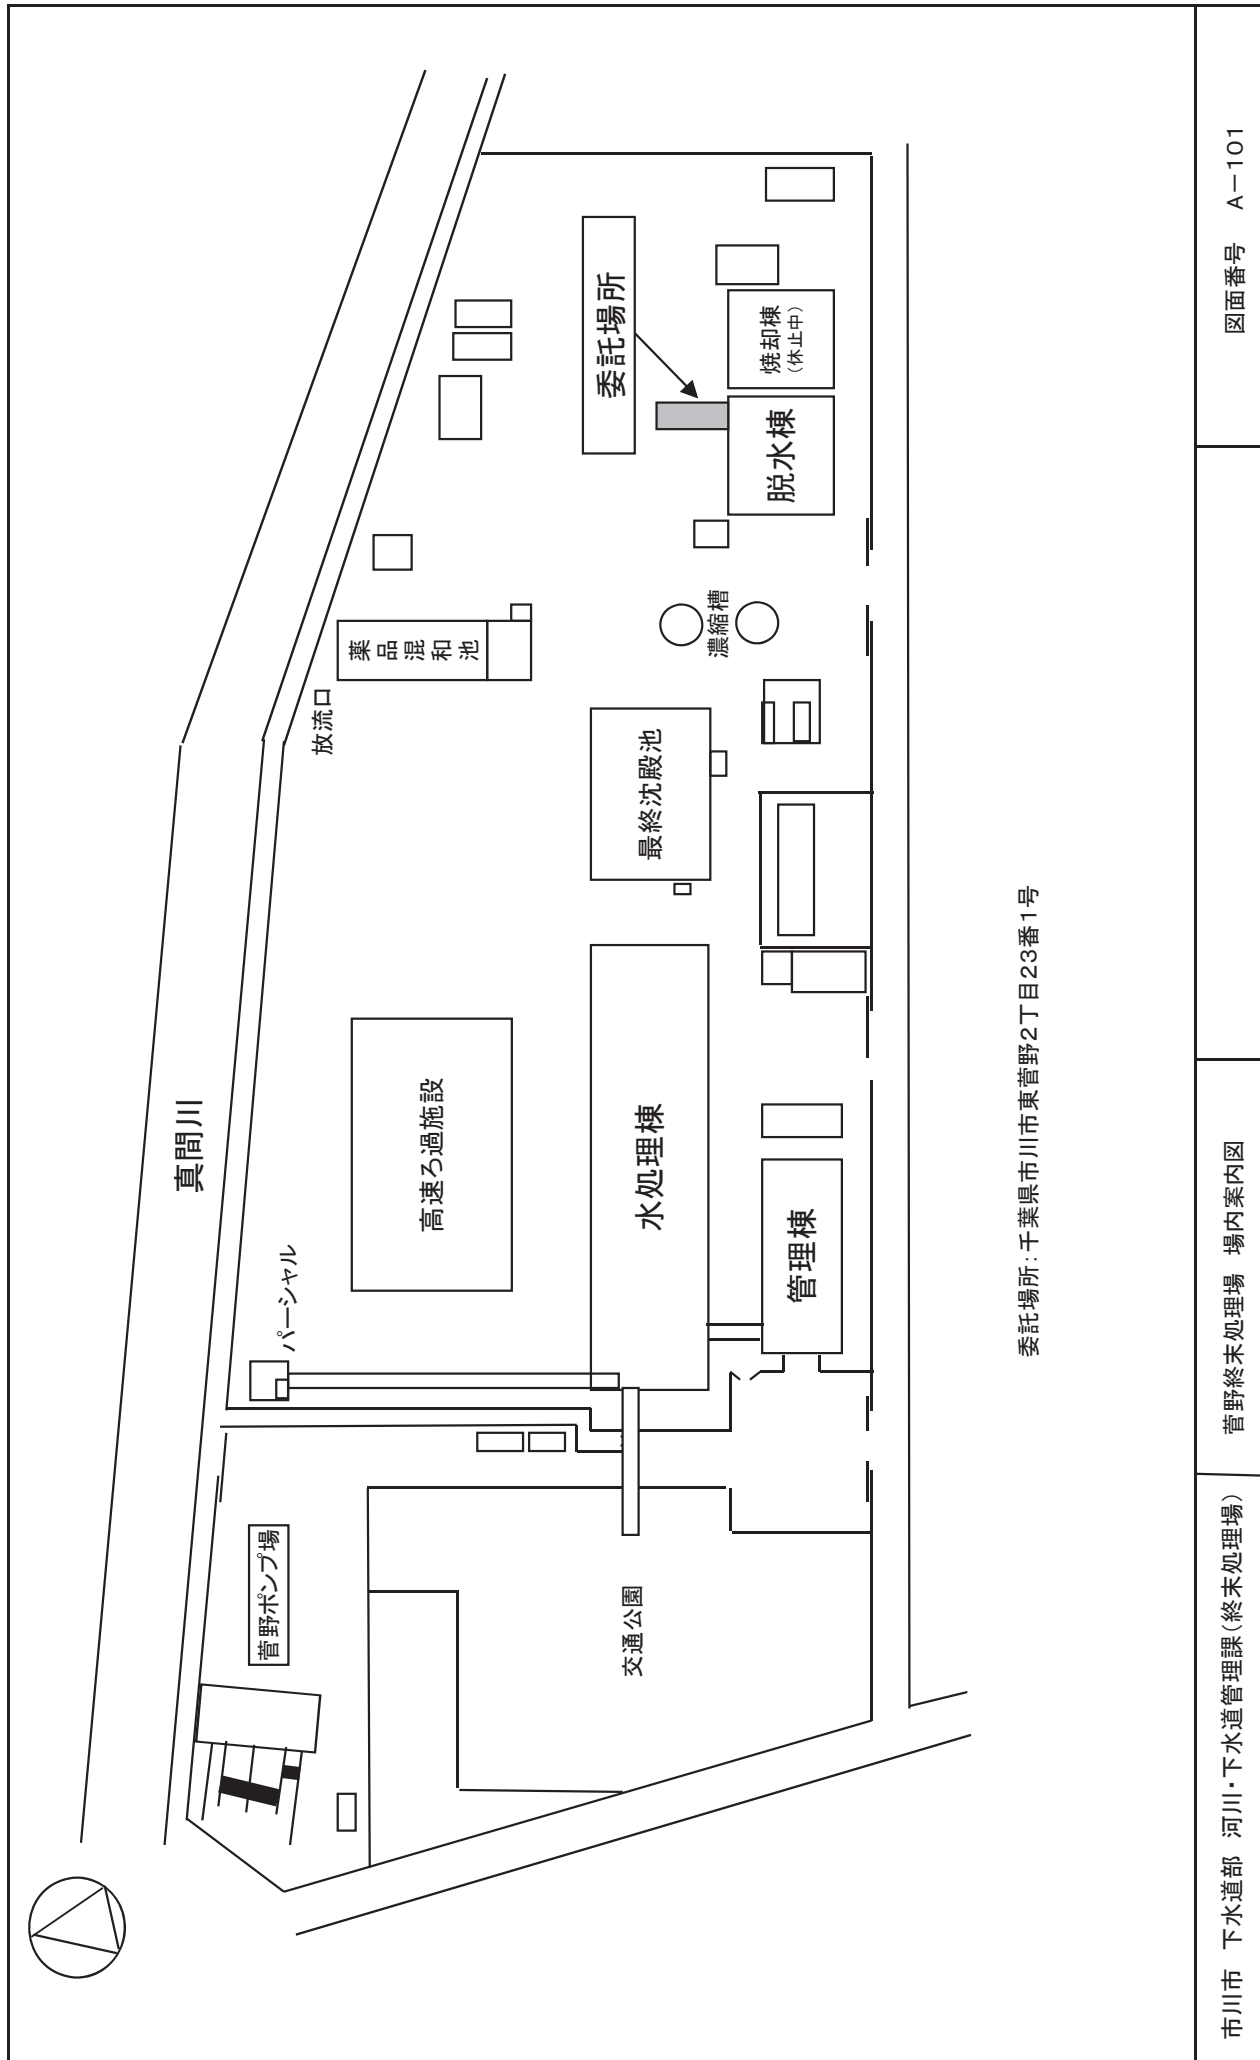 真間川
パーシャル
放流口
薬品混和池
高速ろ過施設
委託場所
焼却棟
(休止中)
脱水棟
濃縮槽
最終沈殿池
水処理棟
管理棟
菅野ポンプ場
交通公園
委託場所:千葉県市川市東菅野2丁目23番1号
市川市 下水道部 河川・下水道管理課(終末処理場)
菅野終末処理場 場内案内図
図面番号 A-101